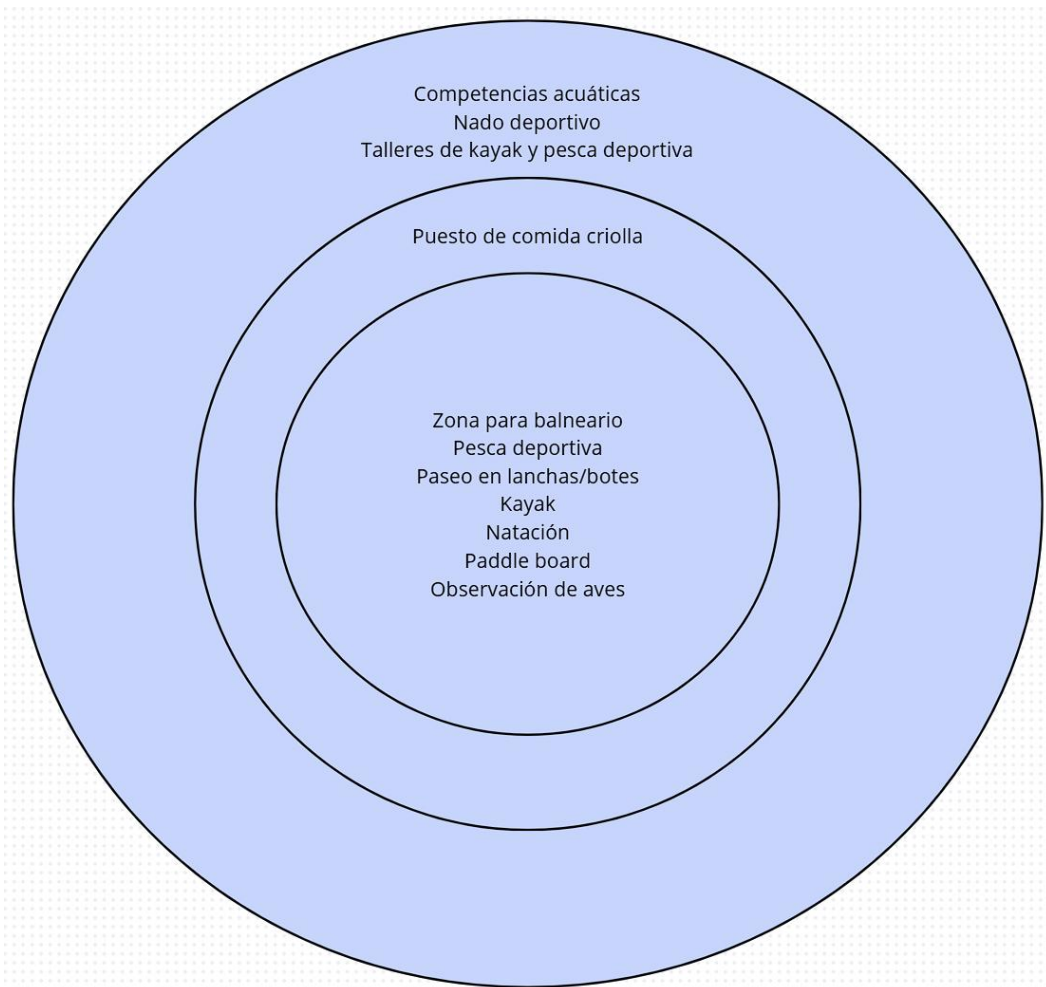 Competencias acuáticas
Nado deportivo
Talleres de kayak y pesca deportiva
Puesto de comida criolla
Zona para balneario
Pesca deportiva
Paseo en lanchas/botes
Kayak
Natación
Paddle board
Observación de aves